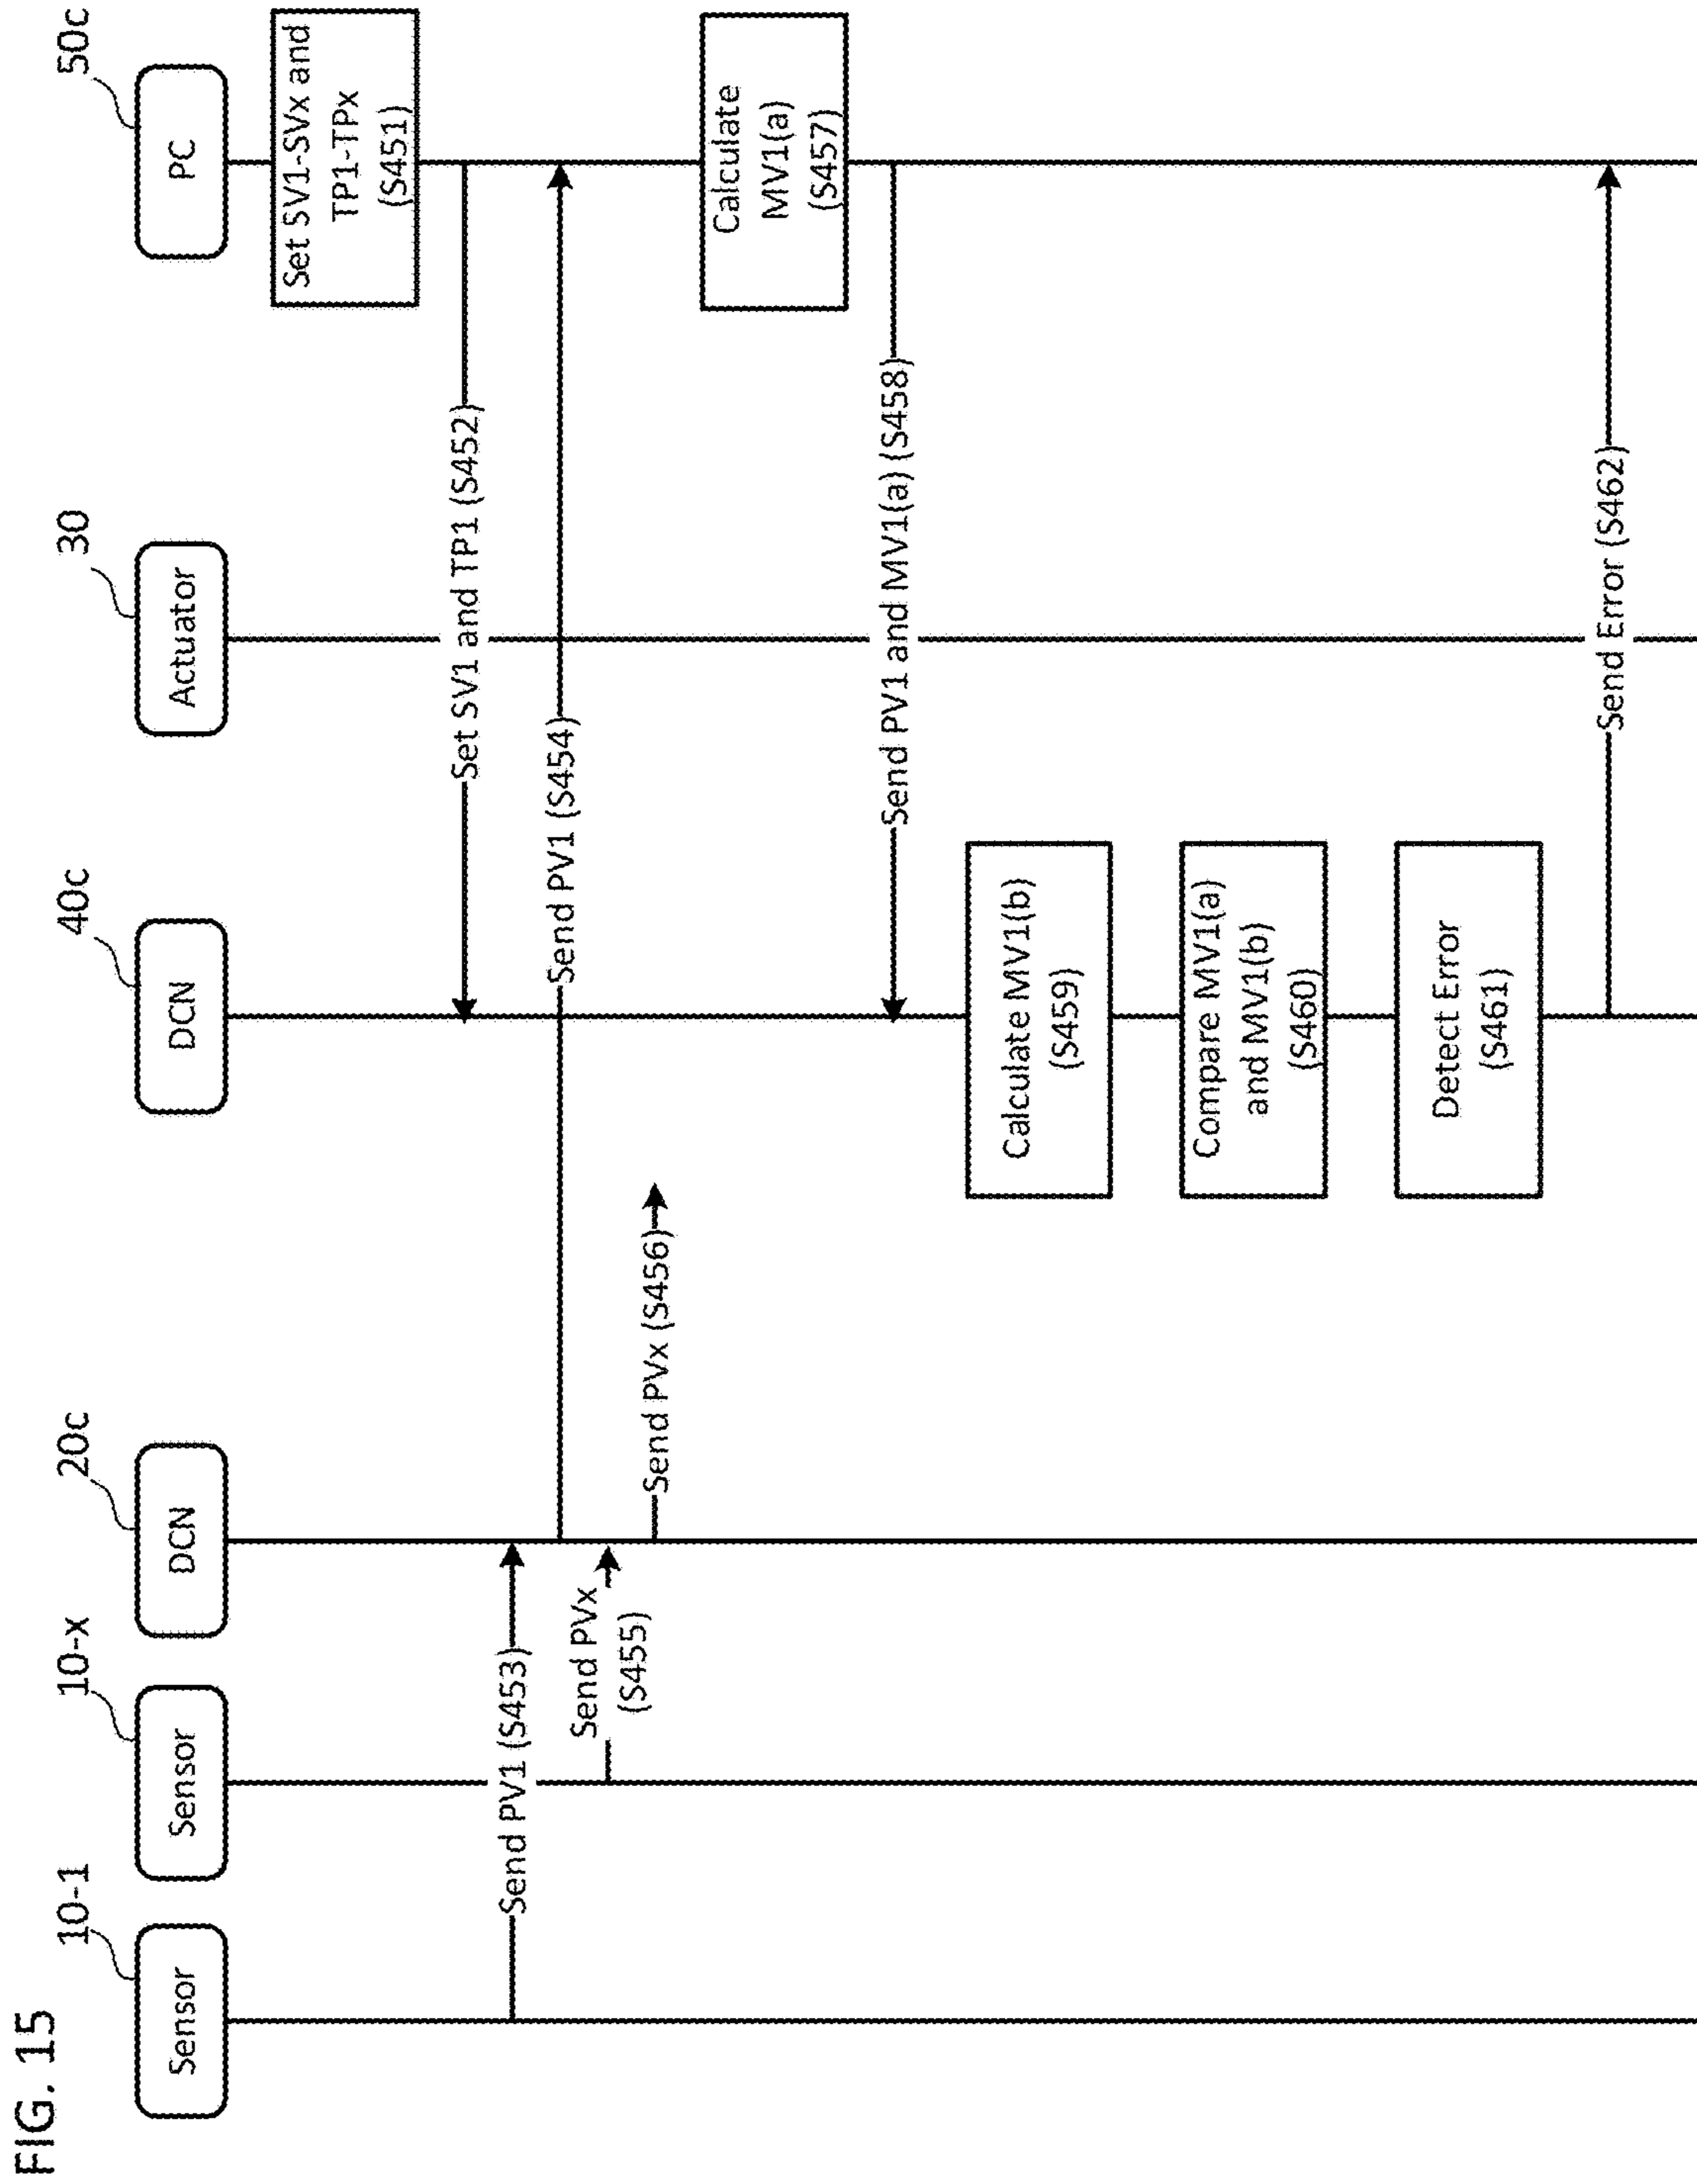 FIG. 15
10-1
10-x
20c
40c
30
50c
Sensor
Sensor
DCN
DCN
Actuator
PC
Set SV1-SVx and
TP1-TPx
(S451)
Set SV1 and TP1 (S452)
Send PV1 (S453)
Send PV1 (S454)
Send PVx
(S455)
Send PVx (S456)
Calculate
MV1(a)
(S457)
Send PV1 and MV1(a) (S458)
Calculate MV1(b)
(S459)
Compare MV1(a)
and MV1(b)
(S460)
Detect Error
(S461)
Send Error (S462)